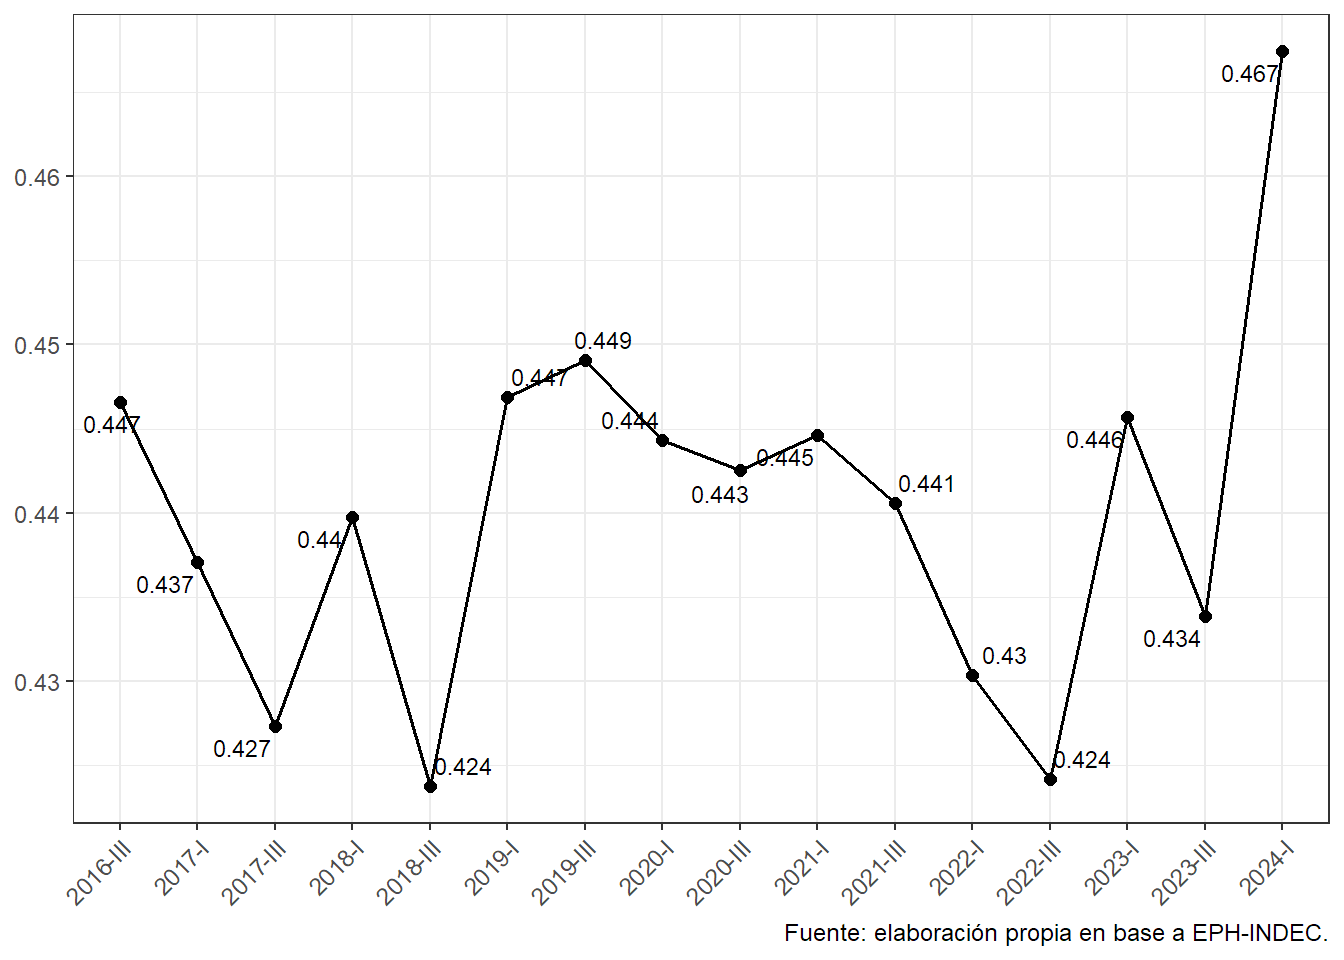 0.467
0.46
0.45
0.449
0.447
0.447
0.444
0.446
0.445
0.443
0.441
0.44
0.44
0.437
0.434
0.43
0.43
0.427
0.424
0.424
2016-III
2017-I
2017-III
2018-I
2018-III
2019-I
2019-III
2020-I
2020-III
2021-I
2021-III
2022-I
2022-III
2023-I
2023-III
2024-I
Fuente: elaboración propia en base a EPH-INDEC.